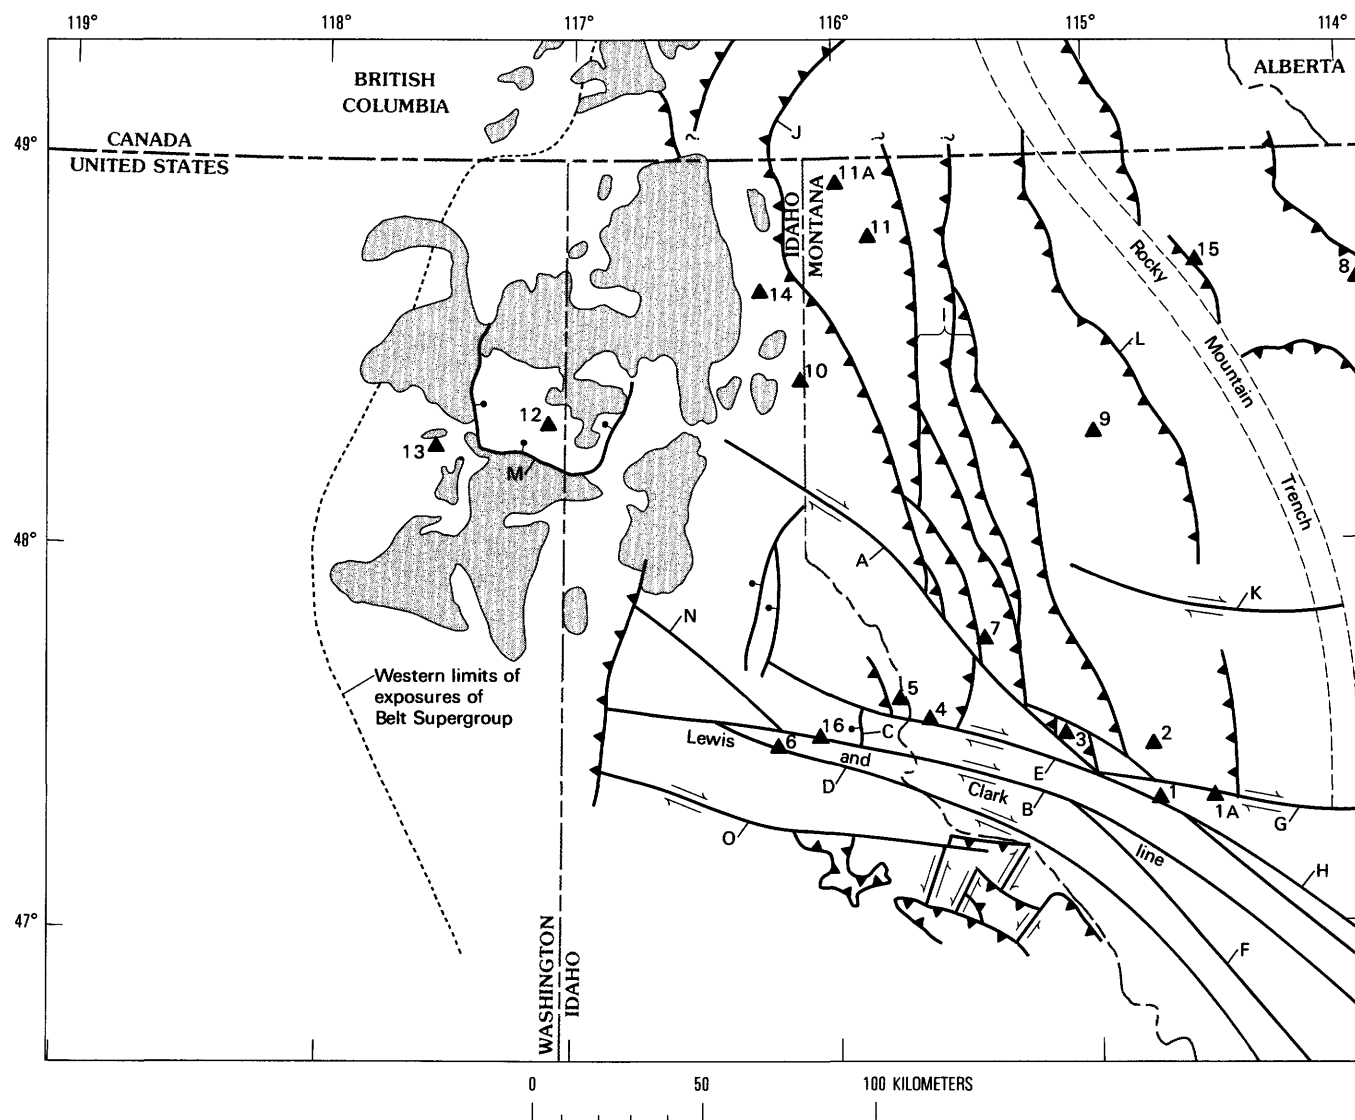 119° 118° 117° 116° 115° 114°
BRITISH
COLUMBIA
ALBERTA
49°
CANADA
UNITED STATES
?
?
?
J
IDAHO
MONTANA
11A
11
15
8
Rocky
Mountain
Trench
14
L
10
9
12
13
M
48°
A
K
N
7
Western limits of
exposures of
Belt Supergroup
5
4
16
6
C
3
2
Lewis
and
Clark
line
D
E
B
1
1A
G
O
H
F
47°
WASHINGTON
IDAHO
0 50 100 KILOMETERS